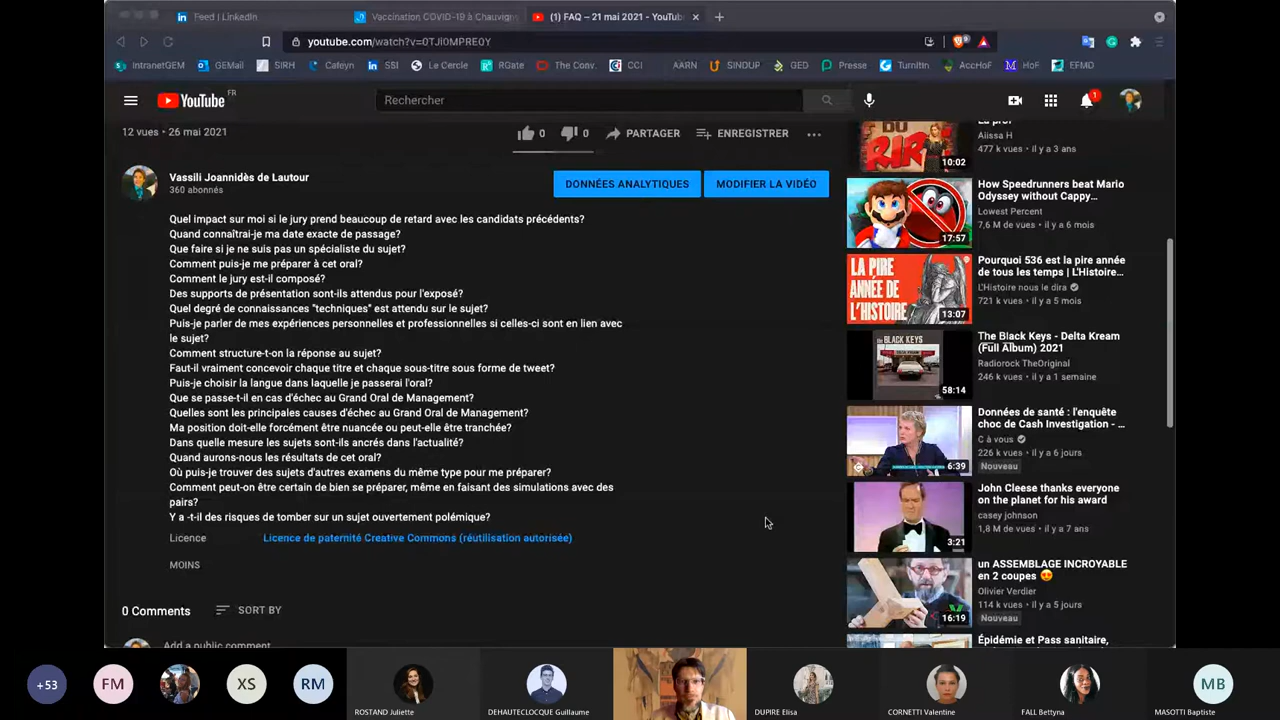 Feed | LinkedIn
Vaccination COVID-19 à Chauvign
(1) FAQ – 21 mai 2021 - YouTub
youtube.com/watch?v=0TJi0MPRE0Y
IntranetGEM GEMail SIRH Cafeyn SSI Le Cercle RGate The Conv. CCI AARN SINDUP GED Presse TurnitIn AccHoF HoF EFMD
YouTube FR
Rechercher
1
12 vues • 26 mai 2021
0 0 PARTAGER ENREGISTRER
Vassili Joannidès de Lautour
360 abonnés
DONNÉES ANALYTIQUES
MODIFIER LA VIDÉO
Quel impact sur moi si le jury prend beaucoup de retard avec les candidats précédents?
Quand connaîtrai-je ma date exacte de passage?
Que faire si je ne suis pas un spécialiste du sujet?
Comment puis-je me préparer à cet oral?
Comment le jury est-il composé?
Des supports de présentation sont-ils attendus pour l'exposé?
Quel degré de connaissances "techniques" est attendu sur le sujet?
Puis-je parler de mes expériences personnelles et professionnelles si celles-ci sont en lien avec
le sujet?
Comment structure-t-on la réponse au sujet?
Faut-il vraiment concevoir chaque titre et chaque sous-titre sous forme de tweet?
Puis-je choisir la langue dans laquelle je passerai l'oral?
Que se passe-t-il en cas d'échec au Grand Oral de Management?
Quelles sont les principales causes d'échec au Grand Oral de Management?
Ma position doit-elle forcément être nuancée ou peut-elle être tranchée?
Dans quelle mesure les sujets sont-ils ancrés dans l'actualité?
Quand aurons-nous les résultats de cet oral?
Où puis-je trouver des sujets d'autres examens du même type pour me préparer?
Comment peut-on être certain de bien se préparer, même en faisant des simulations avec des
pairs?
Y a -t-il des risques de tomber sur un sujet ouvertement polémique?
Licence
Licence de paternité Creative Commons (réutilisation autorisée)
MOINS
0 Comments
SORT BY
Add a public comment
DU RIR
10:02
Alissa H
477 k vues • il y a 3 ans
17:57
How Speedrunners beat Mario
Odyssey without Cappy…
Lowest Percent
7,6 M de vues • il y a 6 mois
LA PIRE
ANNÉE DE
L'HISTOIRE
13:07
Pourquoi 536 est la pire année
de tous les temps | L'Histoire…
L'Histoire nous le dira
721 k vues • il y a 5 mois
THE BLACK KEYS
58:14
The Black Keys - Delta Kream
(Full Album) 2021
Radiorock TheOriginal
246 k vues • il y a 1 semaine
6:39
Données de santé : l'enquête
choc de Cash Investigation - …
C à vous
226 k vues • il y a 6 jours
Nouveau
3:21
John Cleese thanks everyone
on the planet for his award
casey johnson
1,8 M de vues • il y a 7 ans
16:19
un ASSEMBLAGE INCROYABLE
en 2 coupes
Olivier Verdier
114 k vues • il y a 5 jours
Nouveau
Épidémie et Pass sanitaire,
+53
FM
XS
RM
ROSTAND Juliette
DEHAUTECLOCQUE Guillaume
DUPIRE Elisa
CORNETTI Valentine
FALL Bettyna
MB
MASOTTI Baptiste